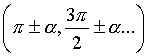 (π ± α, 3π/2 ± α...)